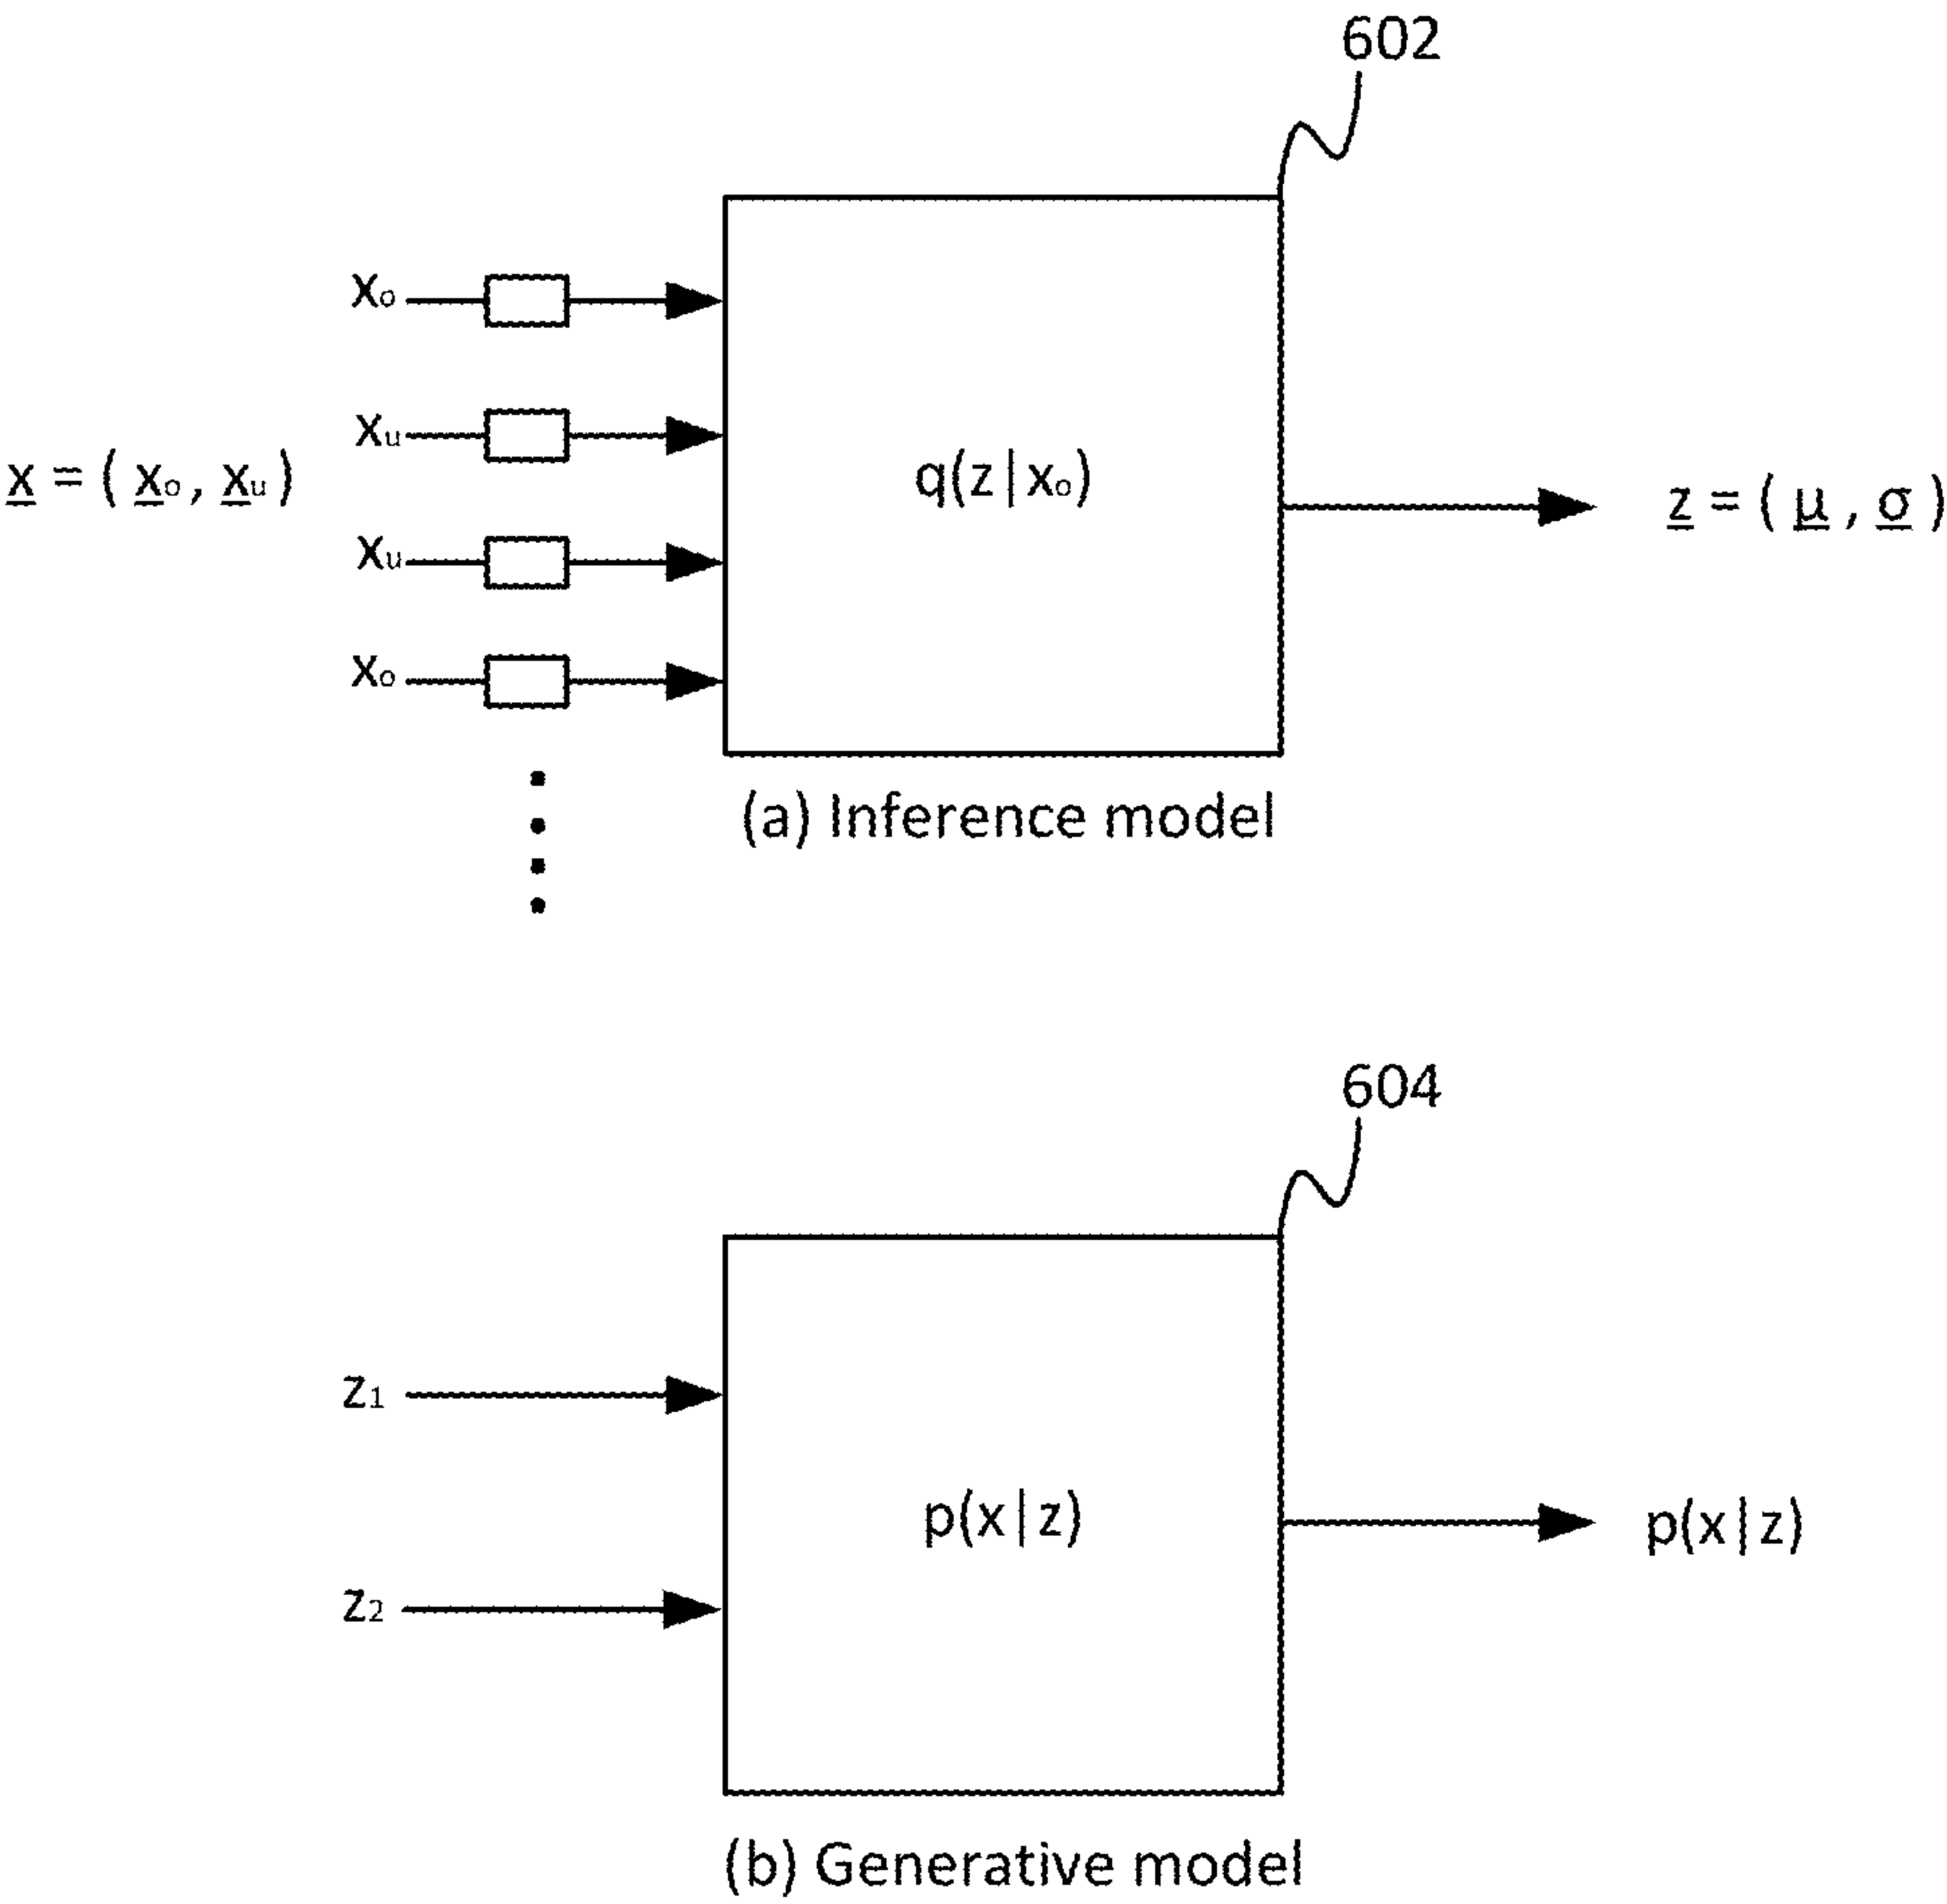 602
xo
xu
x = ( xo , xu )
q(z|xo)
z = ( μ , σ )
xu
xo
(a) Inference model
604
z1
p(x|z)
p(x|z)
z2
(b) Generative model